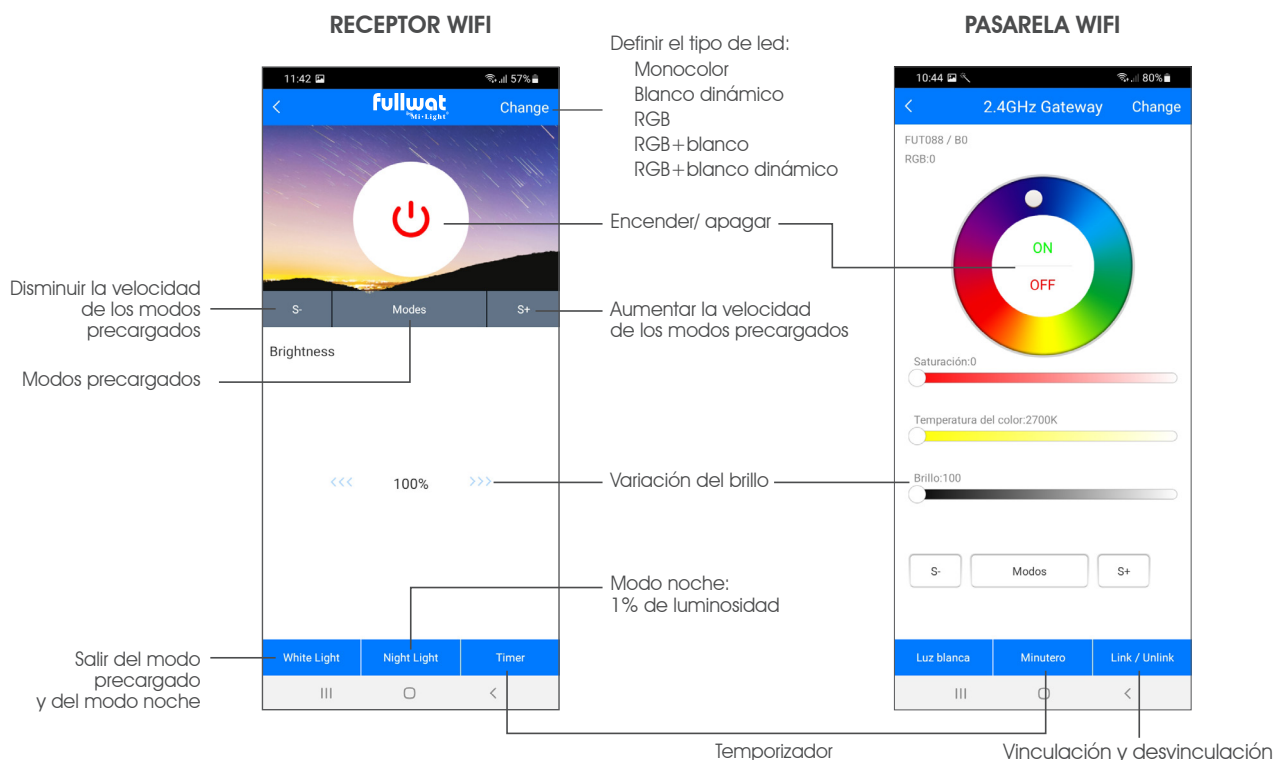 RECEPTOR WIFI
PASARELA WIFI
Definir el tipo de led:
Monocolor
Blanco dinámico
RGB
RGB+blanco
RGB+blanco dinámico
Encender/ apagar
Disminuir la velocidad
de los modos
precargados
Aumentar la velocidad
de los modos precargados
Modos precargados
Variación del brillo
Modo noche:
1% de luminosidad
Salir del modo
precargado
y del modo noche
Temporizador
Vinculación y desvinculación
11:42
57%
fullwat
Change
by Mi·Light
S-
Modes
S+
Brightness
<<<
100%
>>>
White Light
Night Light
Timer
10:44
80%
2.4GHz Gateway
Change
FUT088 / B0
RGB:0
ON
OFF
Saturación:0
Temperatura del color:2700K
Brillo:100
S-
Modos
S+
Luz blanca
Minutero
Link / Unlink